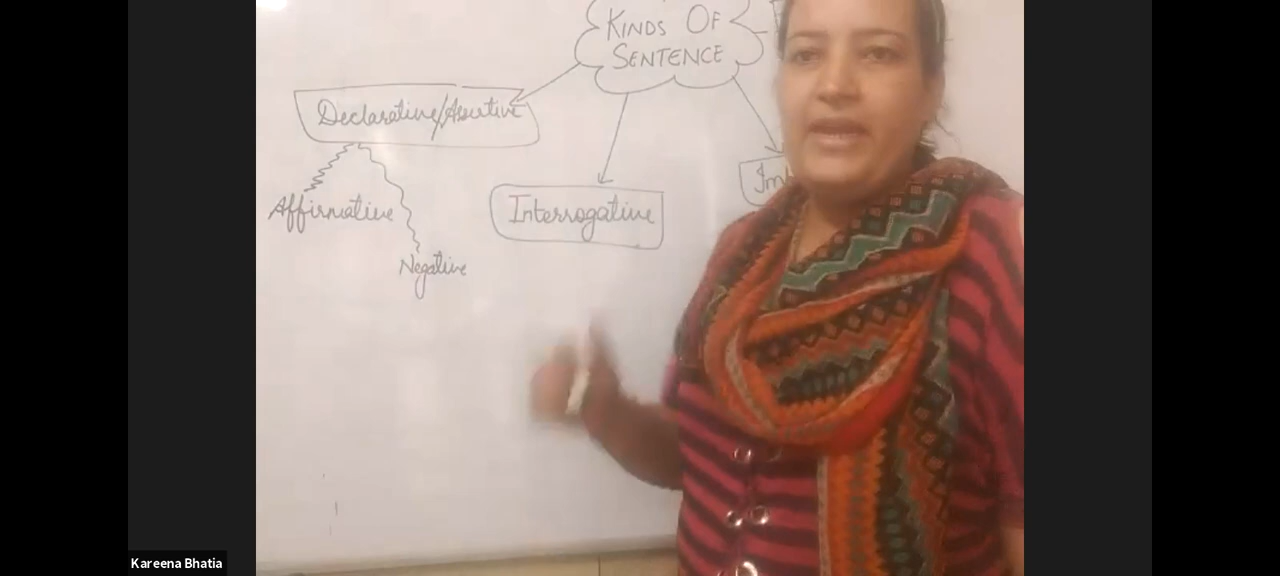 KINDS OF
SENTENCE
Declarative/Assertive
Interrogative
Affirmative
Negative
Kareena Bhatia